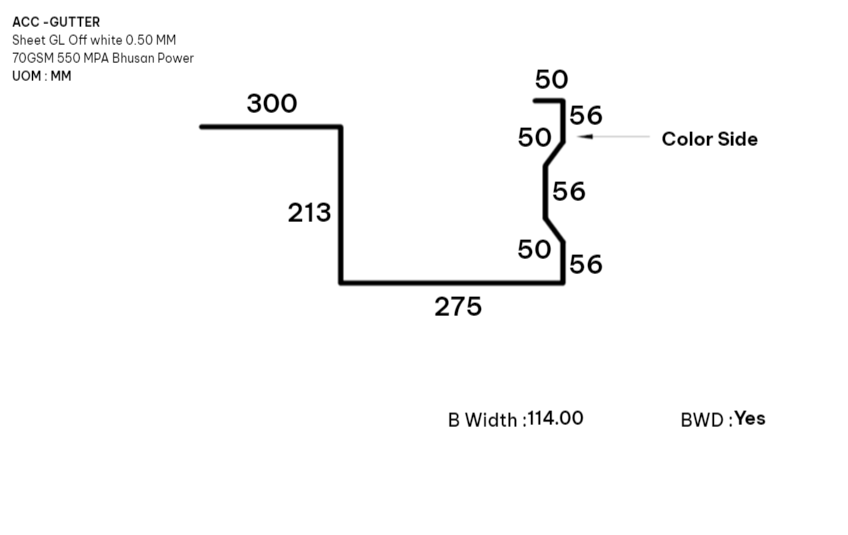 ACC -GUTTER
Sheet GL Off white 0.50 MM
70GSM 550 MPA Bhusan Power
UOM : MM
50
300
56
50
Color Side
56
213
50
56
275
B Width :114.00
BWD :Yes